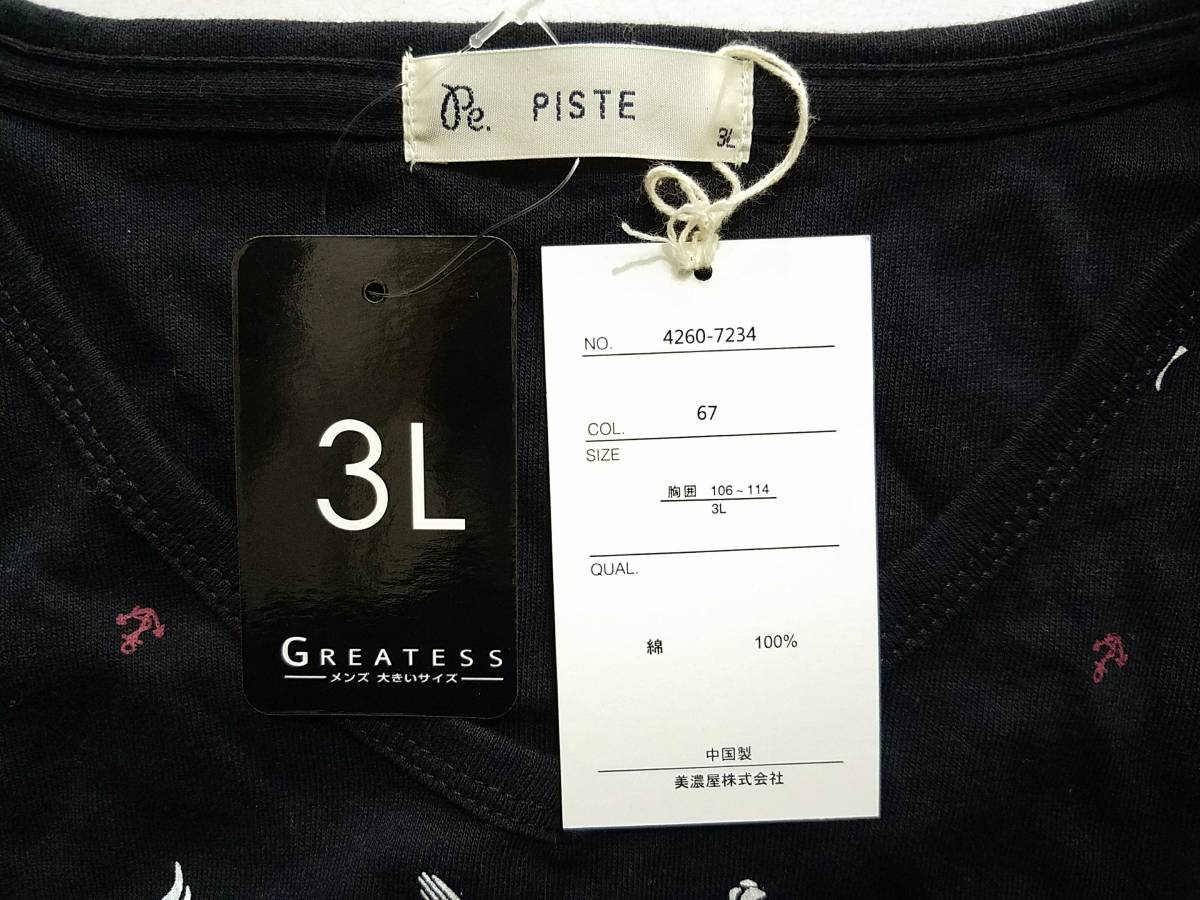 Pe. PISTE
3L
3L
GREATESS
メンズ 大きいサイズ
NO. 4260-7234
COL. 67
SIZE
胸囲 106~114
3L
QUAL.
綿 100%
中国製
美濃屋株式会社